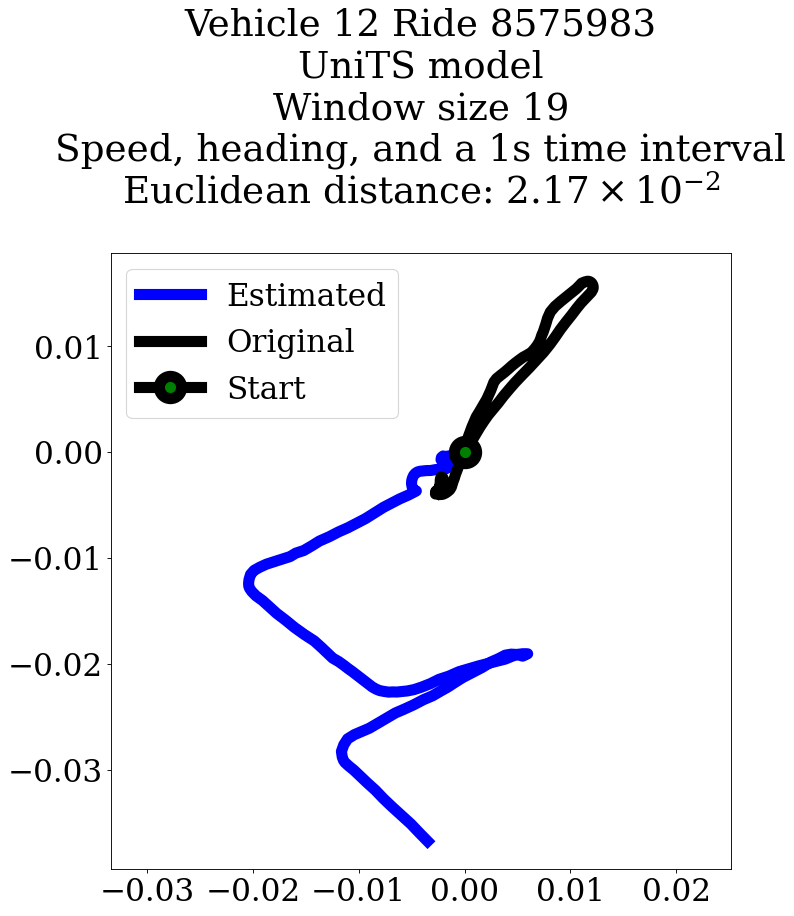 Vehicle 12 Ride 8575983
UniTS model
Window size 19
Speed, heading, and a 1s time interval
Euclidean distance: 2.17 × 10⁻²
Estimated
Original
Start
0.01
0.00
−0.01
−0.02
−0.03
−0.03 −0.02 −0.01 0.00 0.01 0.02